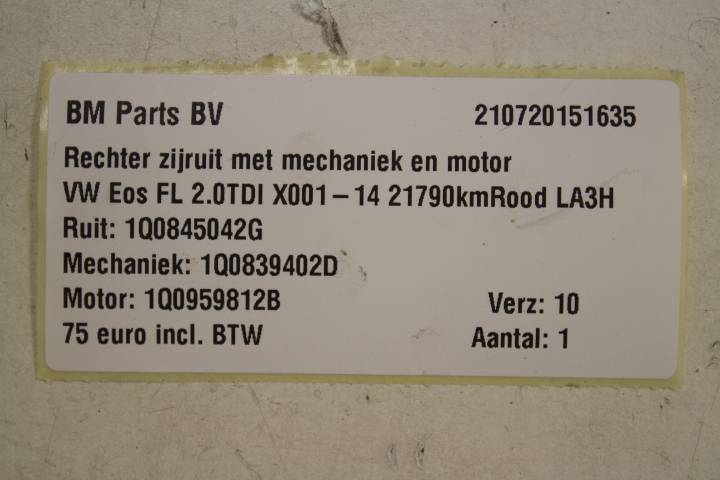 BM Parts BV 210720151635
Rechter zijruit met mechaniek en motor
VW Eos FL 2.0TDI X001-14 21790kmRood LA3H
Ruit: 1Q0845042G
Mechaniek: 1Q0839402D
Motor: 1Q0959812B Verz: 10
75 euro incl. BTW Aantal: 1